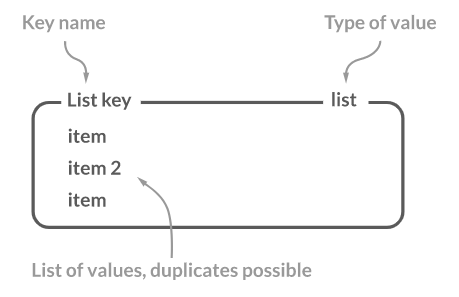 Key name
Type of value
List key
list
item
item 2
item
List of values, duplicates possible